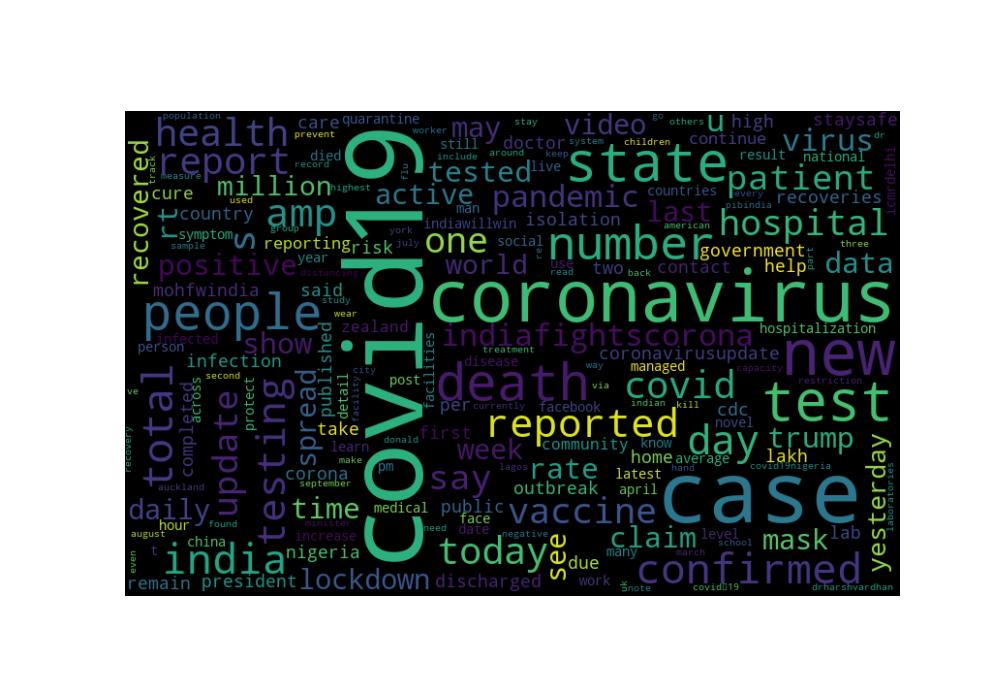 population
prevent
care
quarantine
worker
still
stay
may
around
doctor
video
go
others
u
high
children
continue
staysafe
virus
dr
recovered
track
health
report
measure
record
died
highest
flu
system
include
keep
live
tested
state
result
national
patient
cure
million
active
man
pandemic
countries
every
recoveries
icmrdelhi
country
rt
used
group
amp
york
july
indiawillwin
isolation
last
american
pibindia
hospital
symptom
s
sample
reporting
risk
one
social
re
number
government
three
part
positive
year
distancing
world
use
two
contact
help
data
read
back
mohfwindia
said
study
covid19
coronavirus
people
wear
infected
show
zealand
indiafightscorona
hospitalization
person
published
facilities
treatment
coronavirusupdate
new
infection
disease
way
managed
capacity
restriction
second
city
facility
detail
post
death
via
covid
test
ve
total
completed
across
protect
currently
indian
kill
per
facebook
cdc
novel
reported
day
trump
update
testing
spread
take
donald
first
community
know
yesterday
recovery
learn
make
pm
week
home
average
lakh
corona
lagos
say
rate
latest
hand
covid19nigeria
auckland
september
outbreak
april
case
laboratories
daily
time
medical
public
face
vaccine
hour
minister
need
date
negative
claim
level
school
mask
lab
august
found
t
china
increase
nigeria
today
see
due
many
march
even
india
confirmed
remain
president
lockdown
discharged
work
uk
note
covid19
drharshvardhan